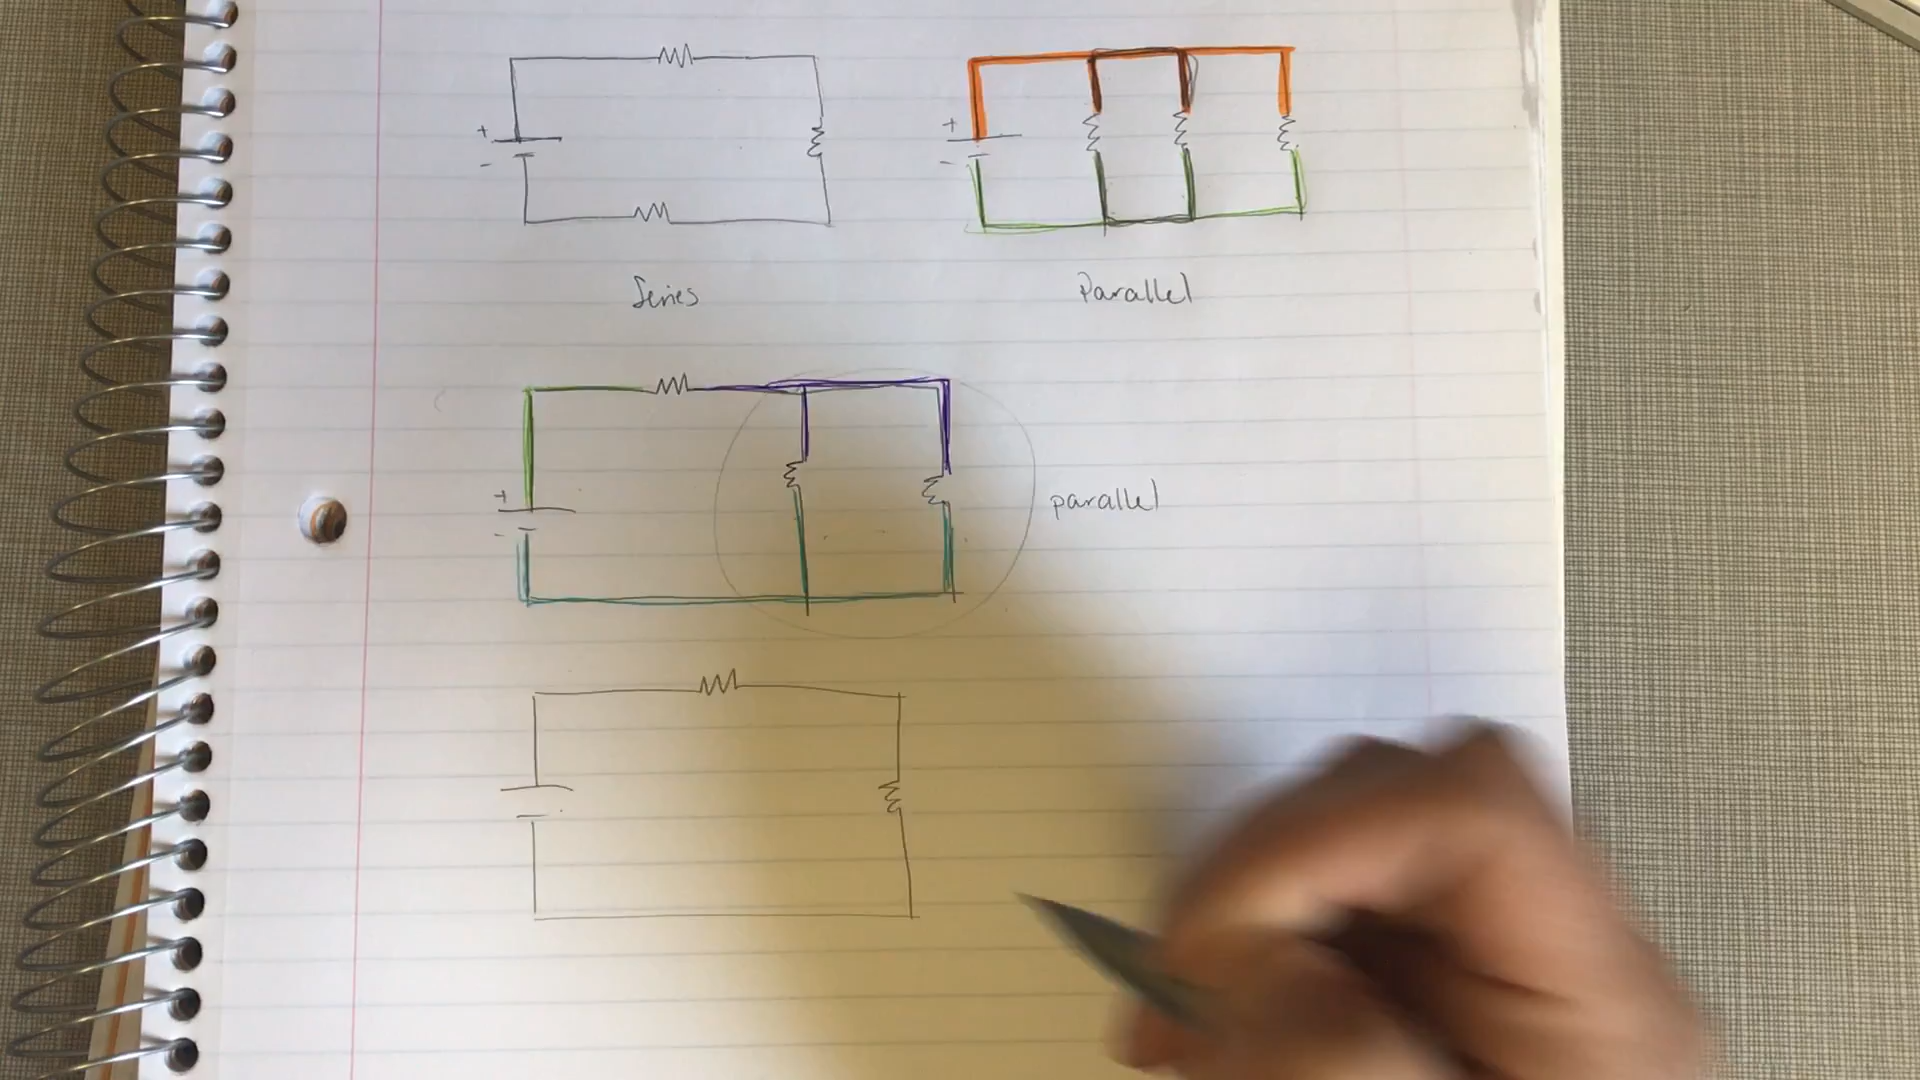 +
-
+
-
Series
Parallel
+
-
parallel